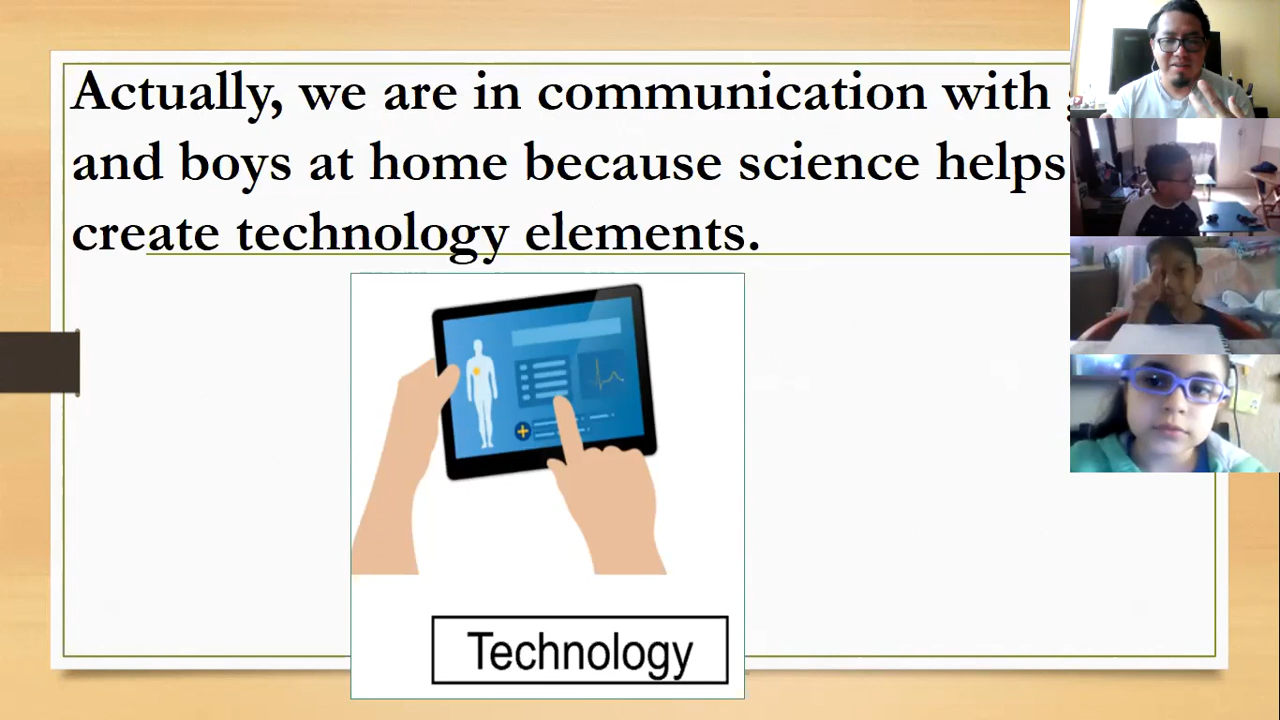 Actually, we are in communication with
and boys at home because science helps
create technology elements.
Technology